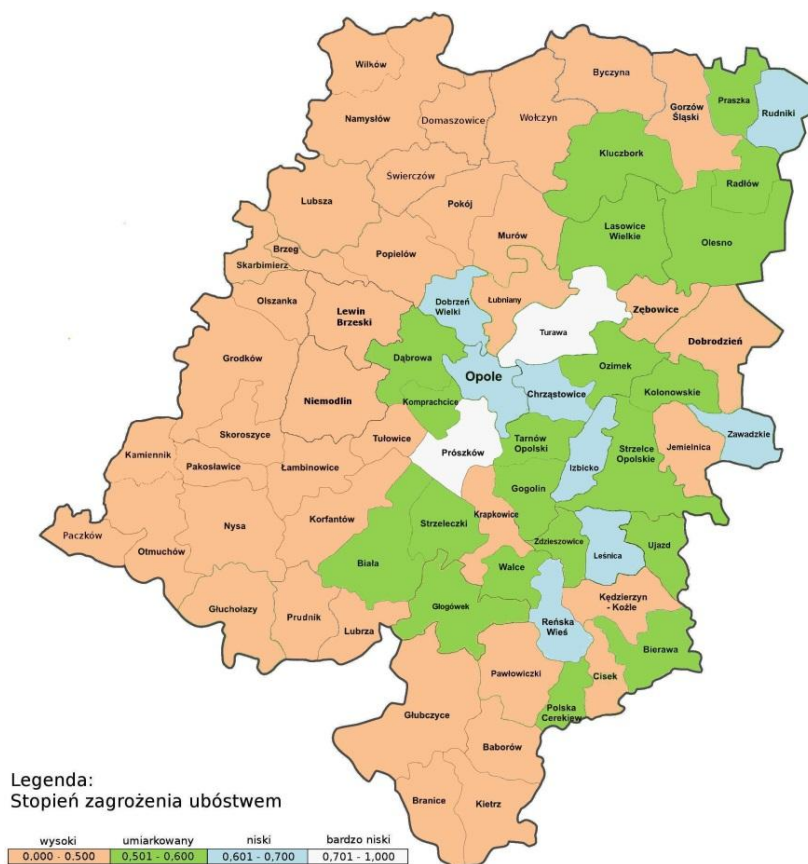 Wilków
Byczyna
Praszka
Gorzów
Śląski
Rudniki
Namysłów
Domaszowice
Wołczyn
Kluczbork
Świerczów
Radłów
Lubsza
Pokój
Murów
Lasowice
Wielkie
Olesno
Brzeg
Popielów
Skarbimierz
Olszanka
Lewin
Brzeski
Dobrzeń
Wielki
Łubniany
Zębowice
Turawa
Dobrodzień
Grodków
Dąbrowa
Ozimek
Opole
Chrząstowice
Kolonowskie
Niemodlin
Komprachcice
Skoroszyce
Tułowice
Tarnów
Opolski
Strzelce
Opolskie
Jemielnica
Zawadzkie
Kamiennik
Pakosławice
Łambinowice
Prószków
Izbicko
Gogolin
Krapkowice
Korfantów
Strzeleczki
Nysa
Paczków
Otmuchów
Zdzieszowice
Leśnica
Ujazd
Biała
Walce
Głuchołazy
Prudnik
Głogówek
Kędzierzyn
- Koźle
Lubrza
Reńska
Wieś
Bierawa
Pawłowiczki
Cisek
Polska
Cerekiew
Głubczyce
Baborów
Branice
Kietrz
Legenda:
Stopień zagrożenia ubóstwem
wysoki umiarkowany niski bardzo niski
0,000 - 0,500 0,501 - 0,600 0,601 - 0,700 0,701 - 1,000